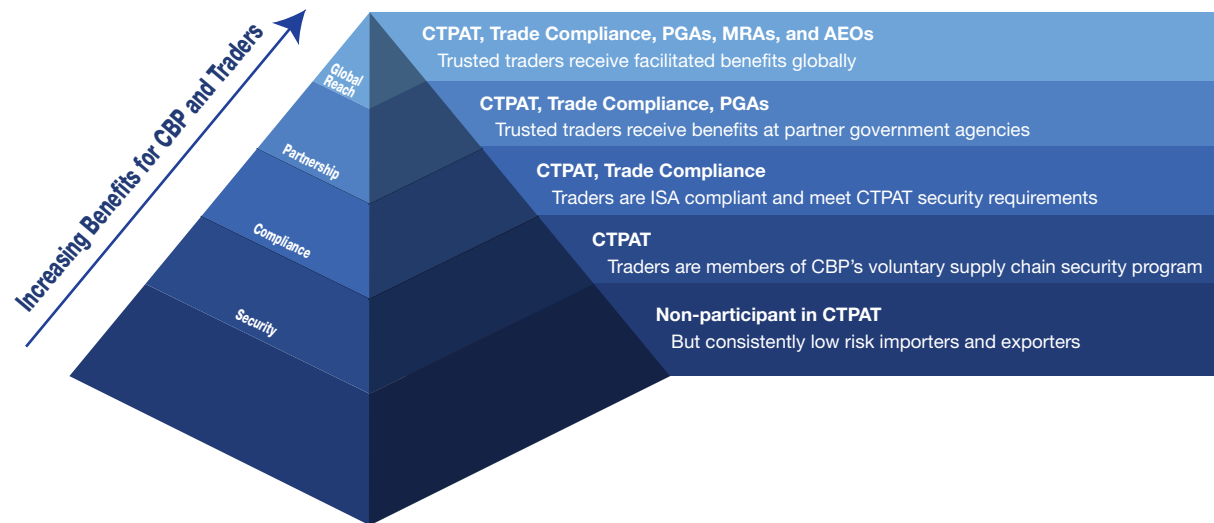 Increasing Benefits for CBP and Traders
Global
Reach
CTPAT, Trade Compliance, PGAs, MRAs, and AEOs
Trusted traders receive facilitated benefits globally
Partnership
CTPAT, Trade Compliance, PGAs
Trusted traders receive benefits at partner government agencies
Compliance
CTPAT, Trade Compliance
Traders are ISA compliant and meet CTPAT security requirements
Security
CTPAT
Traders are members of CBP’s voluntary supply chain security program
Non-participant in CTPAT
But consistently low risk importers and exporters